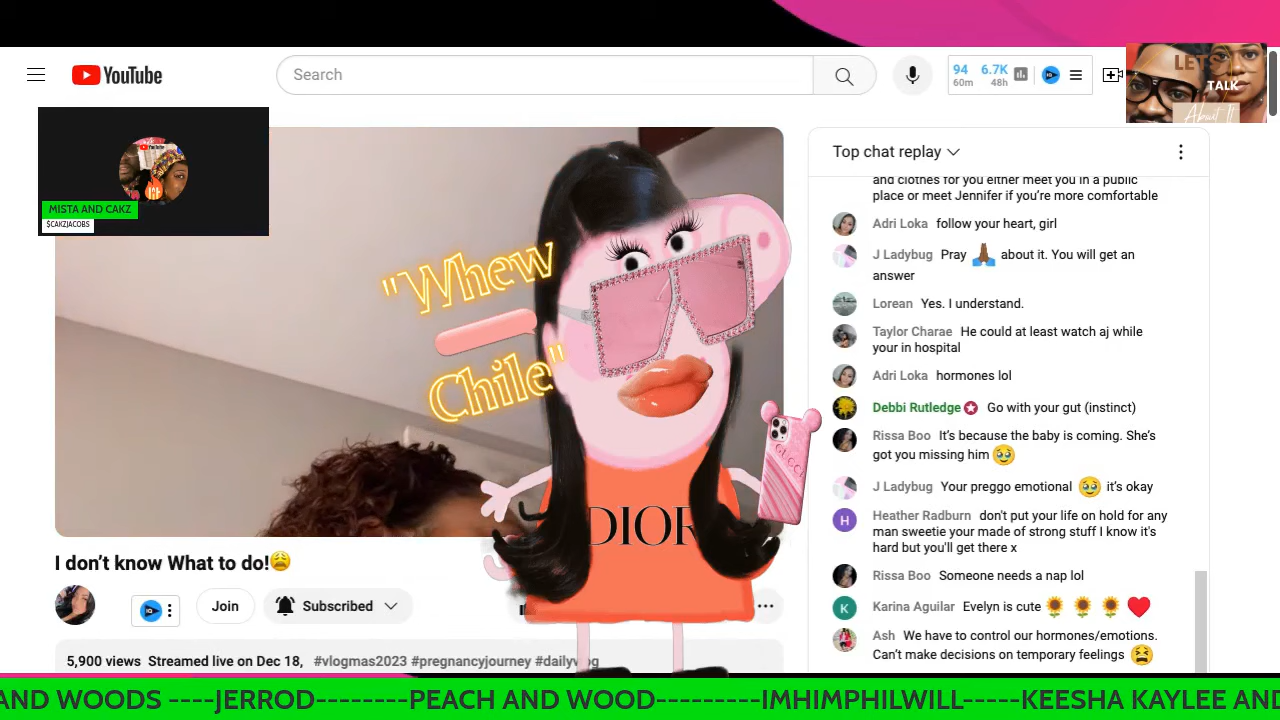 YouTube
Search
94
60m
6.7K
48h
LETS
TALK
About It
MISTA AND CAKZ
$CAKZJACOBS
"Whew
Chile"
DIOR
GUCCI
I don't know What to do!😩
Join
Subscribed
5,900 views Streamed live on Dec 18, #vlogmas2023 #pregnancyjourney #dailyvlog
Top chat replay
and clothes for you either meet you in a public
place or meet Jennifer if you're more comfortable
Adri Loka follow your heart, girl
J Ladybug Pray 🙏🏾 about it. You will get an
answer
Lorean Yes. I understand.
Taylor Charae He could at least watch aj while
your in hospital
Adri Loka hormones lol
Debbi Rutledge Go with your gut (instinct)
Rissa Boo It's because the baby is coming. She's
got you missing him 🥹
J Ladybug Your preggo emotional 🥹 it's okay
H
Heather Radburn don't put your life on hold for any
man sweetie your made of strong stuff I know it's
hard but you'll get there x
Rissa Boo Someone needs a nap lol
K
Karina Aguilar Evelyn is cute 🌻 🌻 🌻 ❤️
Ash We have to control our hormones/emotions.
Can't make decisions on temporary feelings 😫
AND WOODS ----JERROD--------PEACH AND WOOD---------IMHIMPHILWILL-----KEESHA KAYLEE AND